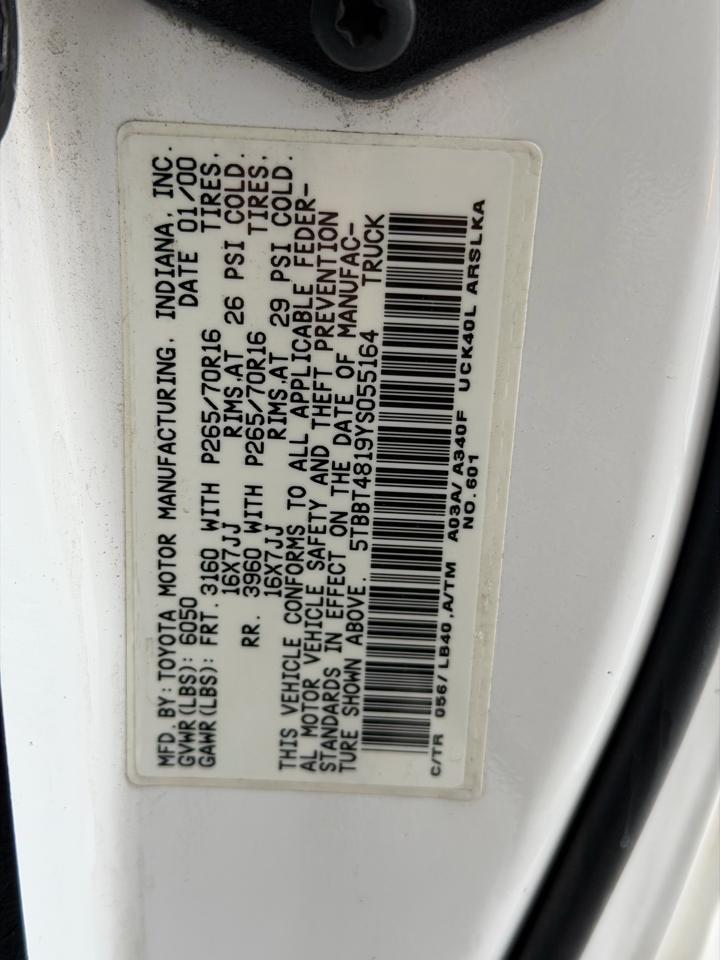 MFD. BY: TOYOTA MOTOR MANUFACTURING, INDIANA, INC.
GVWR(LBS): 6050 DATE 01/00
GAWR(LBS): FRT. 3160 WITH P265/70R16 TIRES,
16X7JJ RIMS,AT 26 PSI COLD.
RR. 3960 WITH P265/70R16 TIRES,
16X7JJ RIMS,AT 29 PSI COLD.
THIS VEHICLE CONFORMS TO ALL APPLICABLE FEDER-
AL MOTOR VEHICLE SAFETY AND THEFT PREVENTION
STANDARDS IN EFFECT ON THE DATE OF MANUFAC-
TURE SHOWN ABOVE. 5TBBT4819YS055164 TRUCK
C/TR 056/LB40 ,A/TM A03A/A340F UCK40L ARSLKA
NO.601